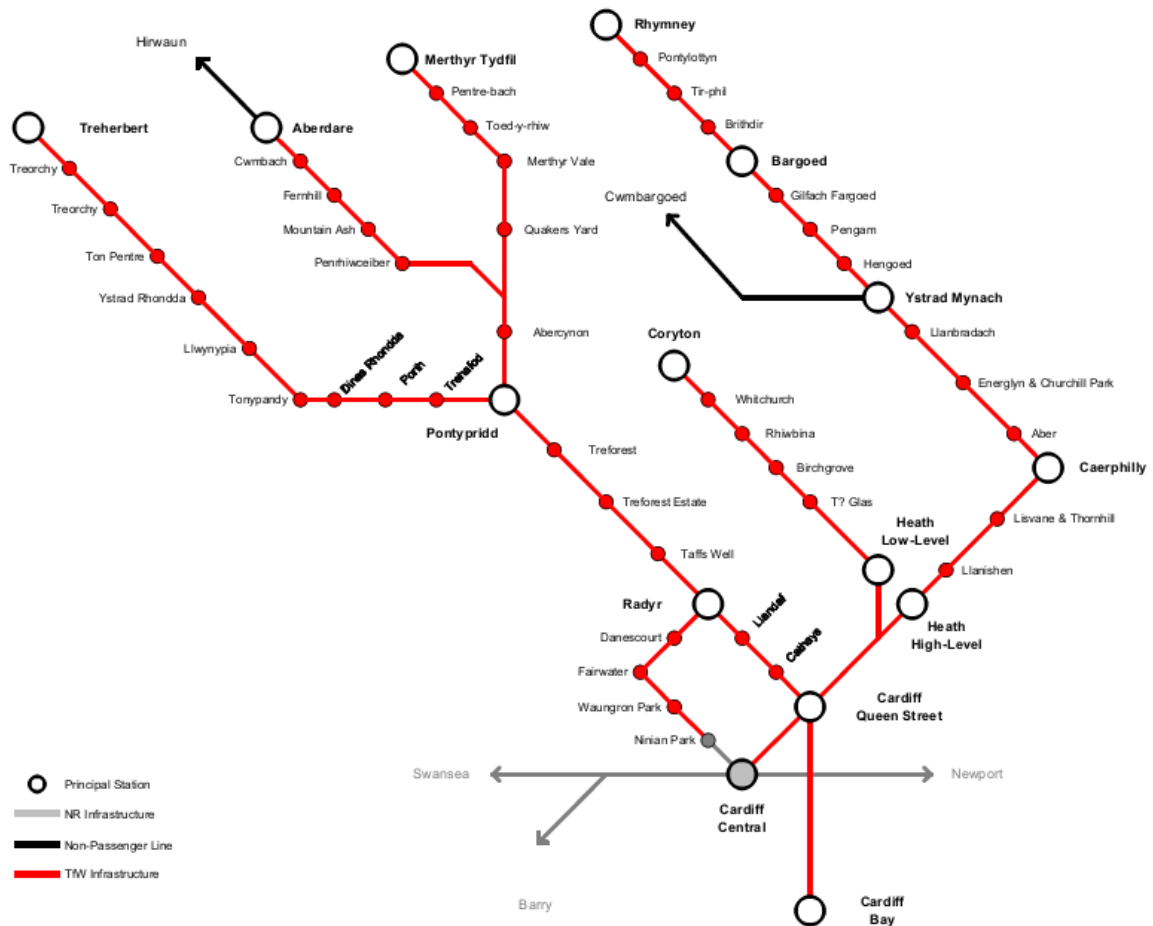 Rhymney
Hirwaun
Pontylottyn
Merthyr Tydfil
Pentre-bach
Tir-phil
Treherbert
Aberdare
Toed-y-rhiw
Brithdir
Cwmbach
Merthyr Vale
Bargoed
Treorchy
Fernhill
Cwmbargoed
Gilfach Fargoed
Treorchy
Mountain Ash
Quakers Yard
Pengam
Ton Pentre
Penrhiwceiber
Hengoed
Ystrad Rhondda
Ystrad Mynach
Abercynon
Llanbradach
Coryton
Llwynypia
Dinas Rhondda
Porth
Trehafod
Energlyn & Churchill Park
Tonypandy
Whitchurch
Pontypridd
Rhiwbina
Aber
Treforest
Birchgrove
Caerphilly
Treforest Estate
T? Glas
Lisvane & Thornhill
Heath
Low-Level
Taffs Well
Llanishen
Radyr
Llandaf
Heath
High-Level
Danescourt
Cathays
Fairwater
Cardiff
Queen Street
Waungron Park
Ninian Park
Swansea
Newport
Principal Station
Cardiff
Central
NR Infrastructure
Non-Passenger Line
TfW Infrastructure
Barry
Cardiff
Bay